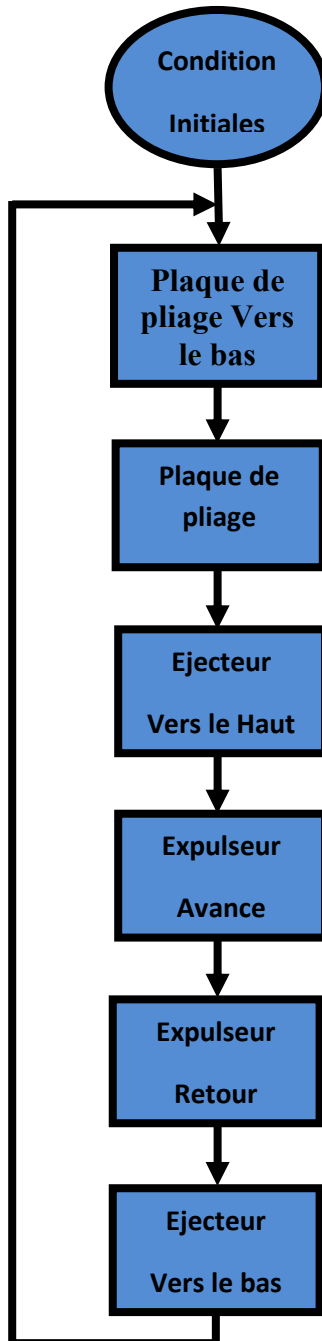 Condition
Initiales
Plaque de
pliage Vers
le bas
Plaque de
pliage
Ejecteur
Vers le Haut
Expulseur
Avance
Expulseur
Retour
Ejecteur
Vers le bas